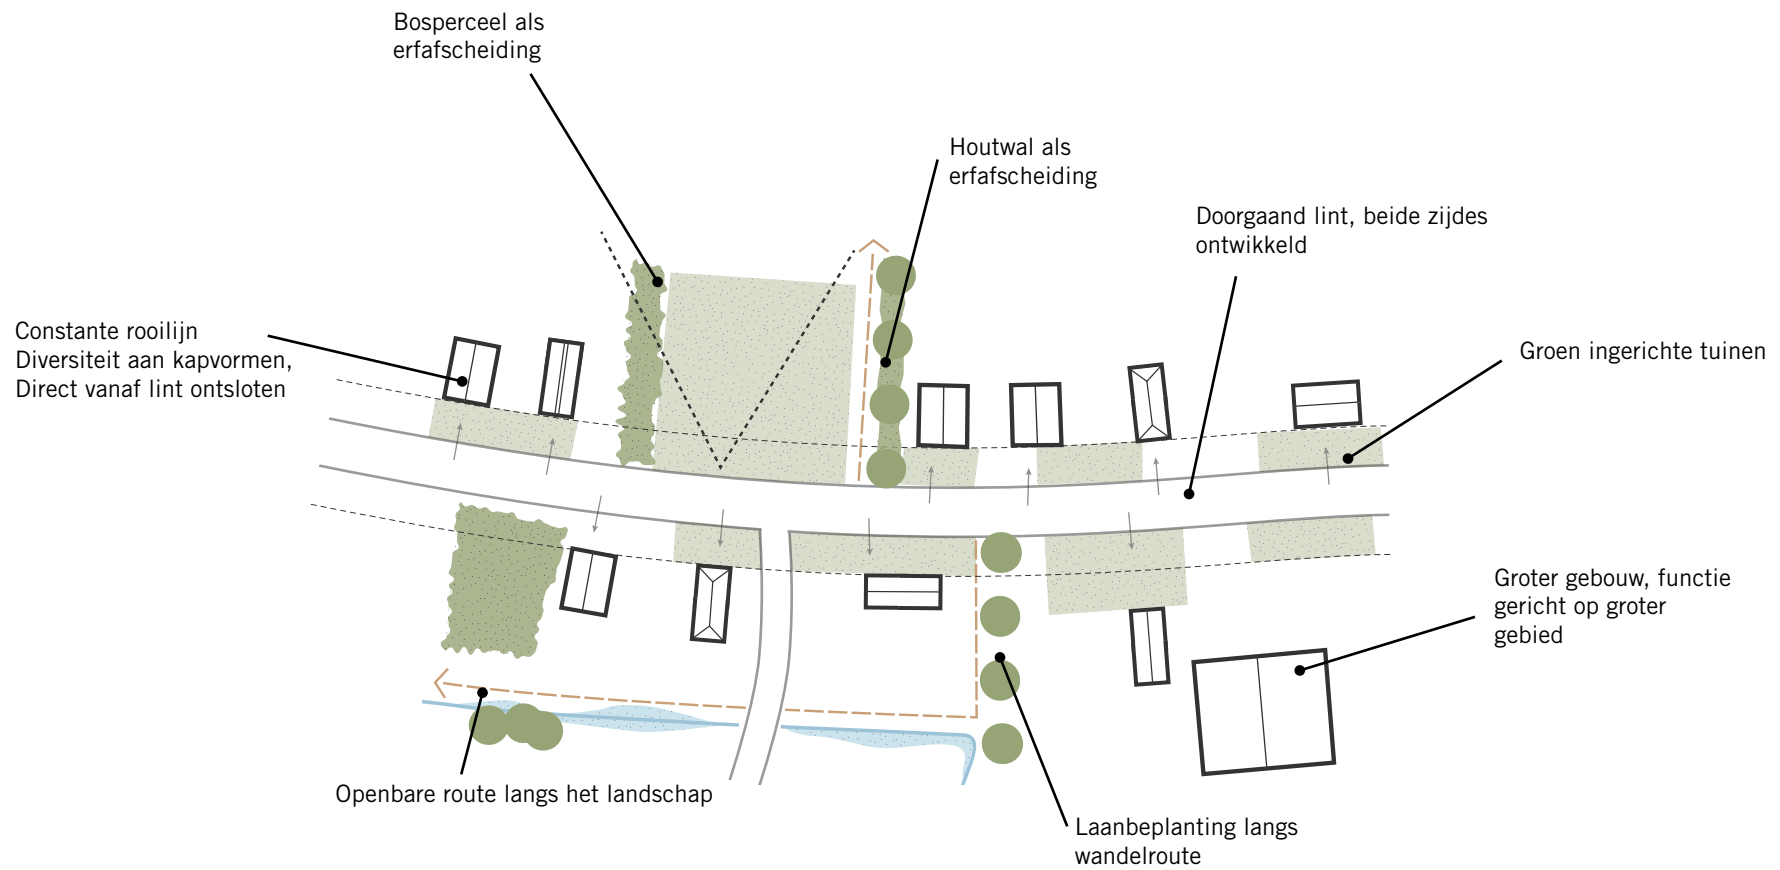 Bosperceel als
erfafscheiding
Houtwal als
erfafscheiding
Doorgaand lint, beide zijdes
ontwikkeld
Constante rooilijn
Diversiteit aan kapvormen,
Direct vanaf lint ontsloten
Groen ingerichte tuinen
Groter gebouw, functie
gericht op groter
gebied
Openbare route langs het landschap
Laanbeplanting langs
wandelroute